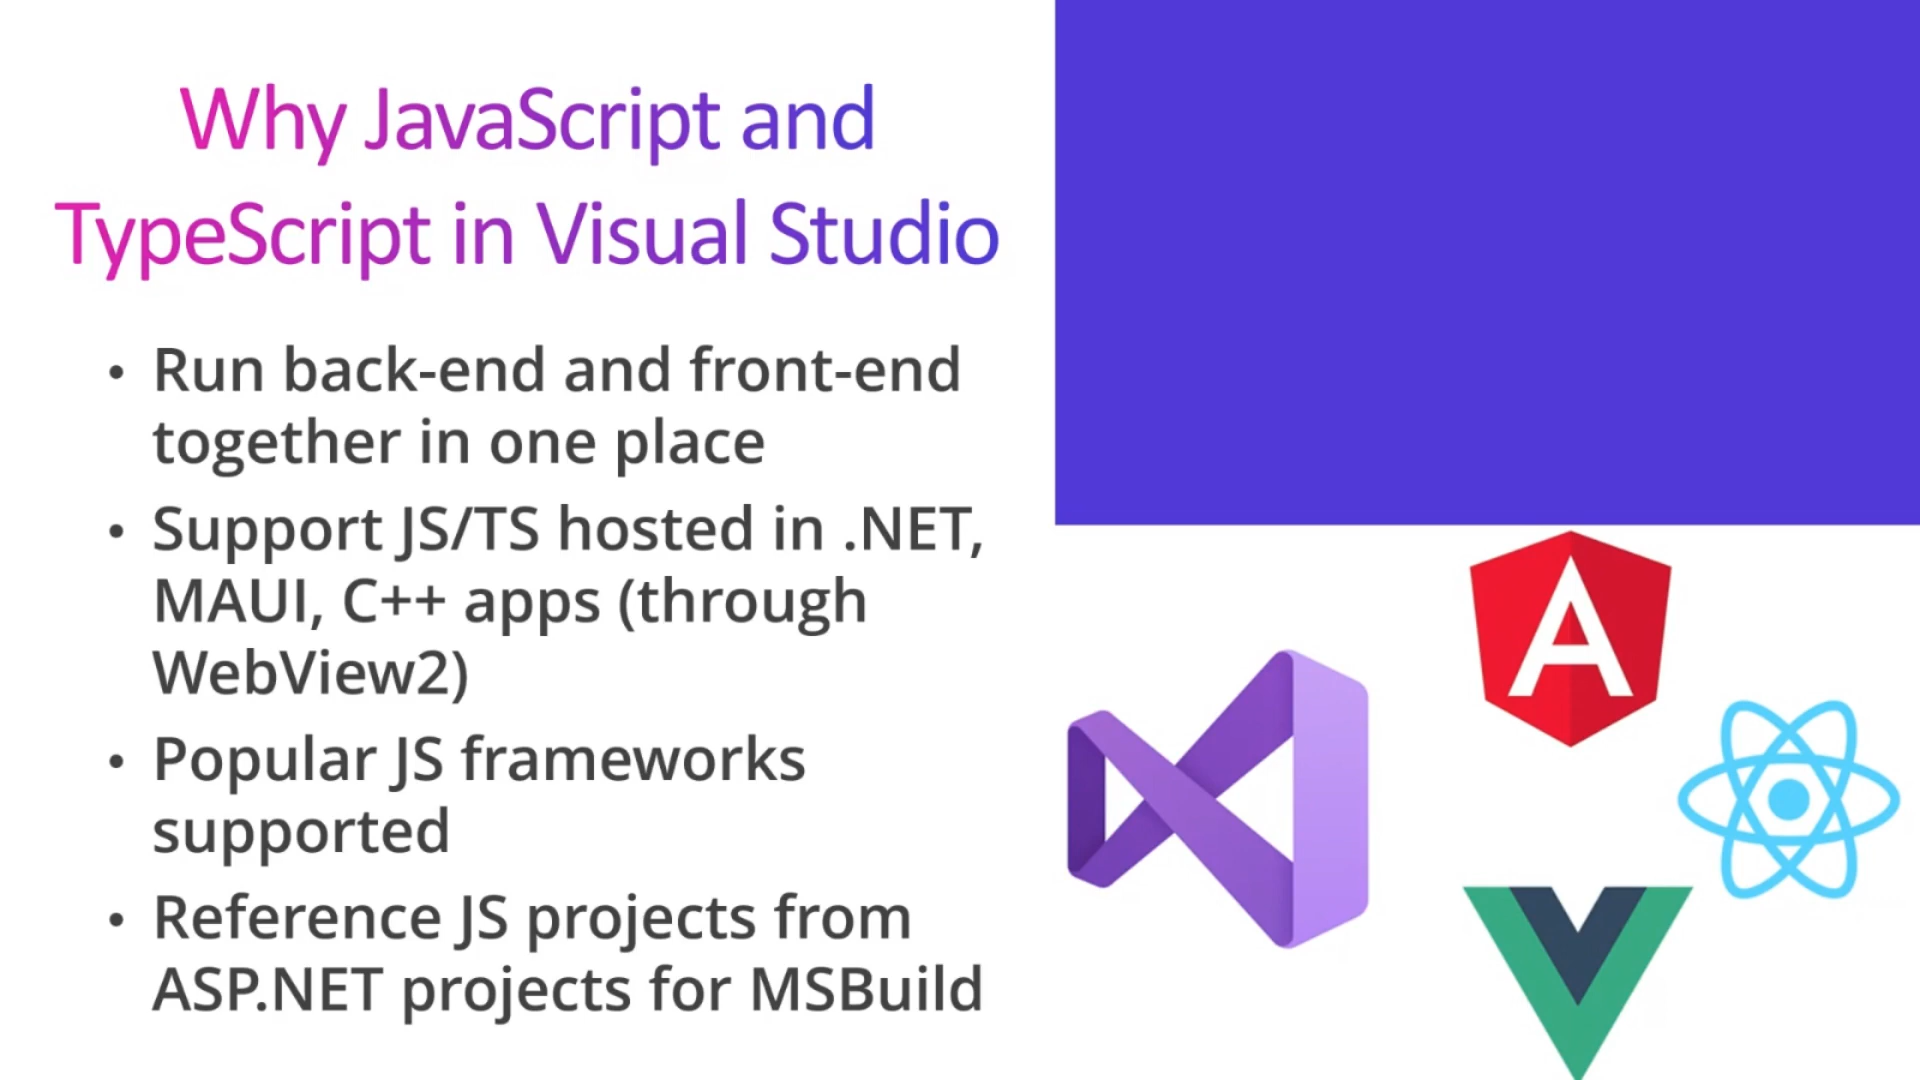 Why JavaScript and
TypeScript in Visual Studio
• Run back-end and front-end
together in one place
• Support JS/TS hosted in .NET,
MAUI, C++ apps (through
WebView2)
• Popular JS frameworks
supported
• Reference JS projects from
ASP.NET projects for MSBuild
A